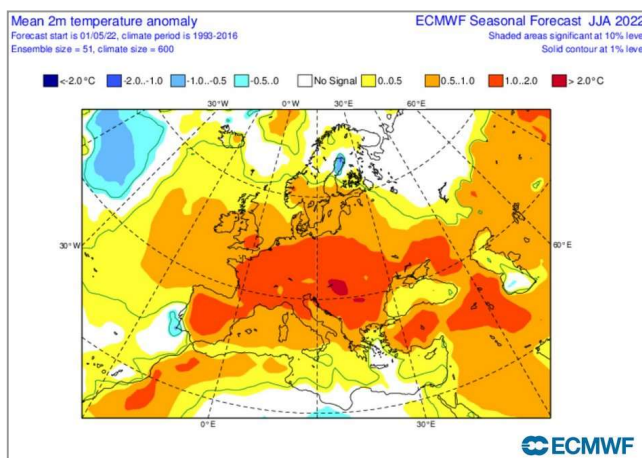 Mean 2m temperature anomaly
ECMWF Seasonal Forecast JJA 2022
Forecast start is 01/05/22, climate period is 1993-2016
Shaded areas significant at 10% leve
Ensemble size = 51, climate size = 600
Solid contour at 1% leve
<-2.0°C -2.0..-1.0 -1.0..-0.5 -0.5..0 No Signal 0..0.5 0.5..1.0 1.0..2.0 > 2.0°C
30°W 0°W 30°E 60°E
30°W 60°E
0°E 30°E
ECMWF